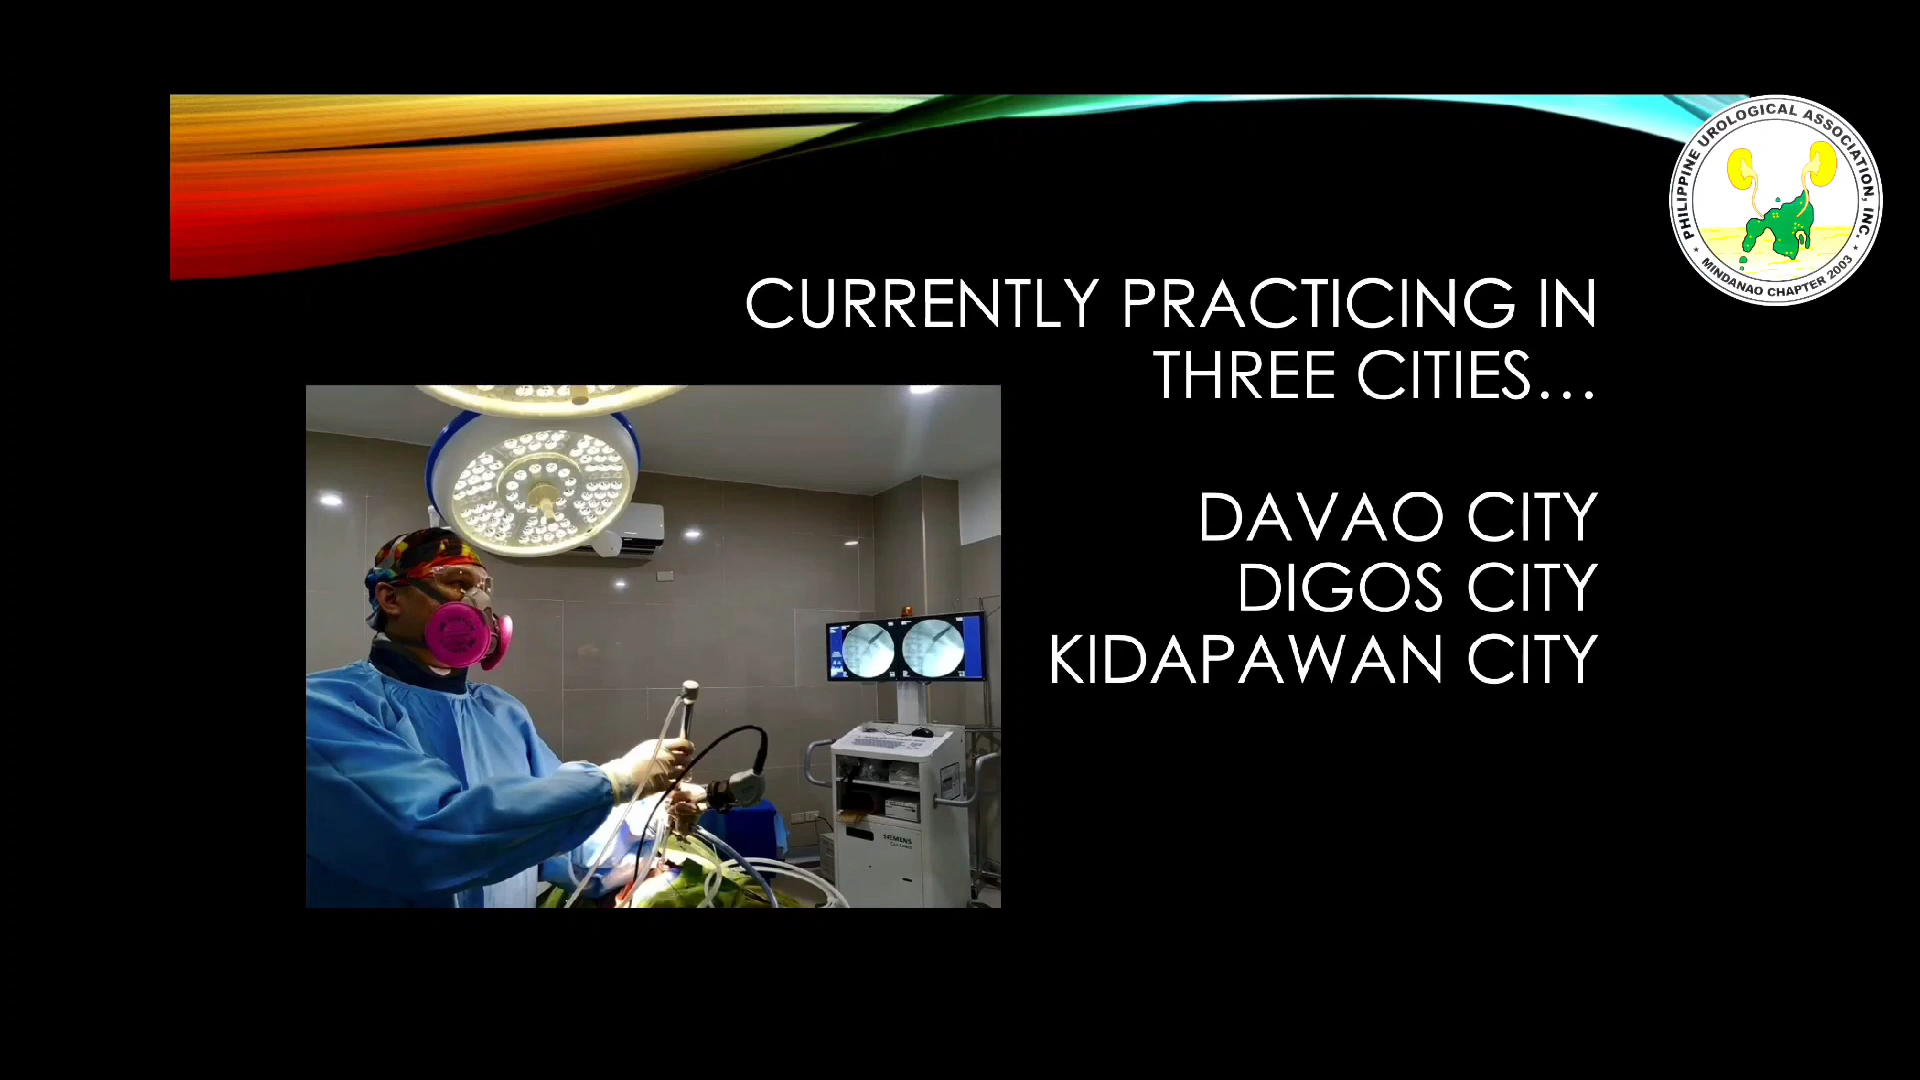 PHILIPPINE UROLOGICAL ASSOCIATION, INC.
MINDANAO CHAPTER 2003
CURRENTLY PRACTICING IN
THREE CITIES...
DAVAO CITY
DIGOS CITY
KIDAPAWAN CITY
SIEMENS